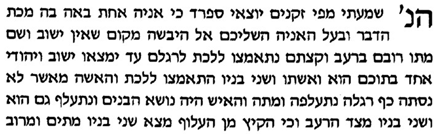 הנ׳ שמעתי מפי זקנים יוצאי ספרד כי אניה אחת באה בה מכת
הדבר ובעל האניה השליכם אל היבשה מקום שאין ישוב ושם
מתו רובם ברעב וקצתם נתאמצו ללכת לרגלם עד ימצאו ישוב ויהודי
אחד בתוכם הוא ואשתו ושני בניו התאמצו ללכת והאשה מאשר לא
נסתה כף רגלה נתעלפה ומתה והאיש היה נושא הבנים ונתעלף גם הוא
ושני בניו מצד הרעב וכי הקיץ מן העלוף מצא שני בניו מתים ומרוב